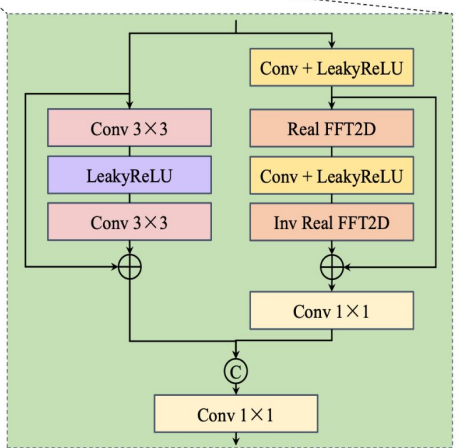 Conv + LeakyReLU
Conv 3×3
Real FFT2D
LeakyReLU
Conv + LeakyReLU
Conv 3×3
Inv Real FFT2D
Conv 1×1
C
Conv 1×1